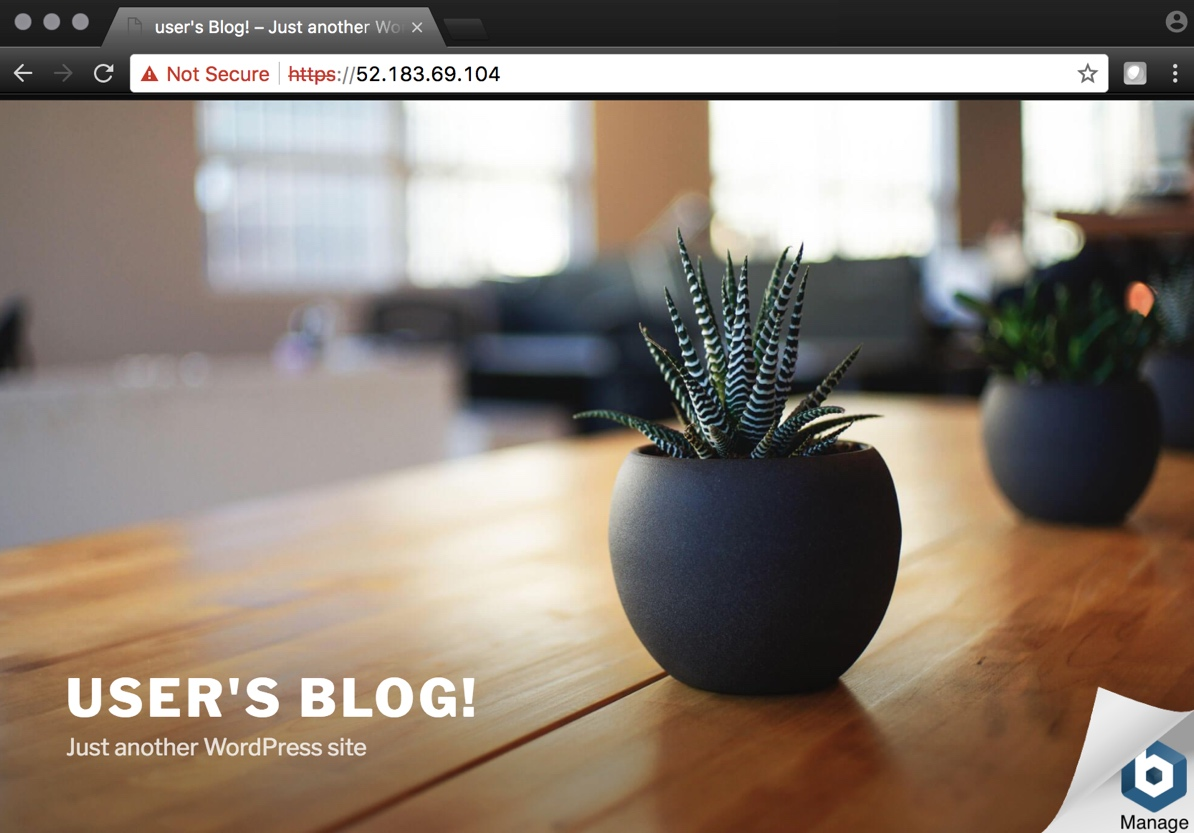 user's Blog! – Just another Wo
Not Secure https://52.183.69.104
USER'S BLOG!
Just another WordPress site
b
Manage